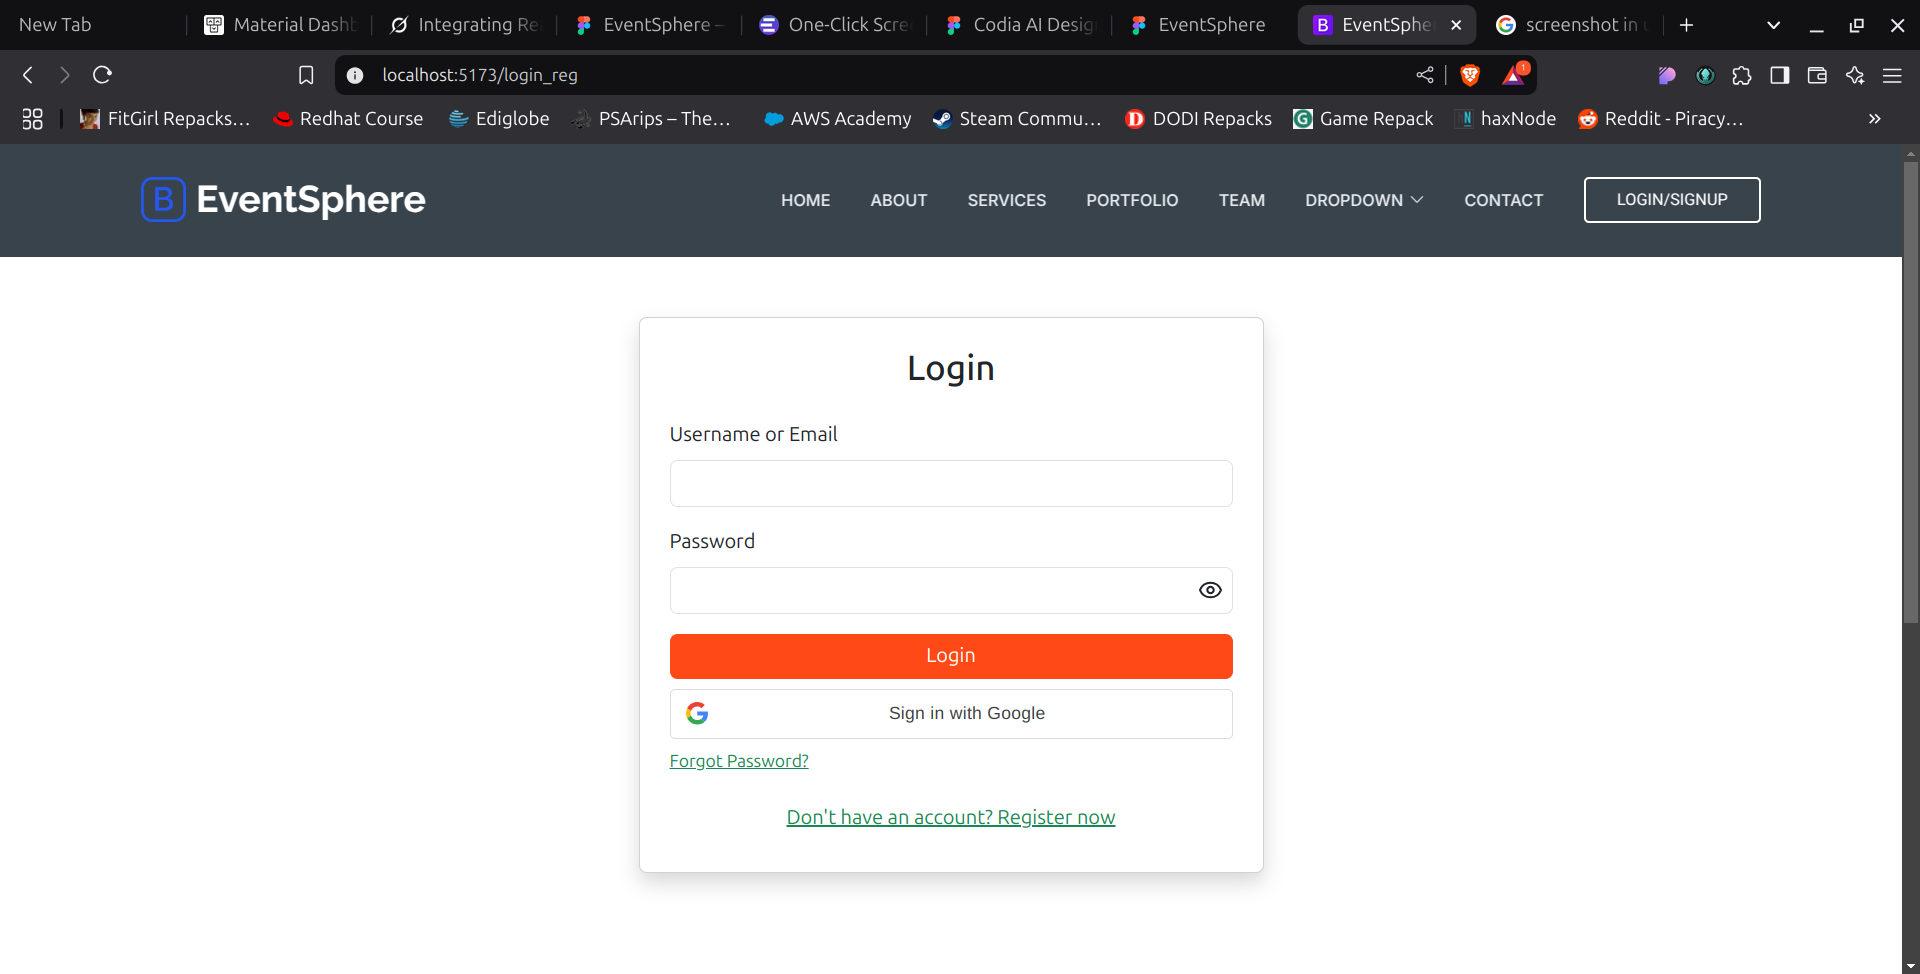 New Tab
Material Dashb
Integrating Re
EventSphere –
One-Click Scre
Codia AI Desig
EventSphere
EventSphe
screenshot in u
localhost:5173/login_reg
1
FitGirl Repacks...
Redhat Course
Ediglobe
PSArips – The...
AWS Academy
Steam Commu...
D DODI Repacks
G Game Repack
N haxNode
Reddit - Piracy...
B EventSphere
HOME
ABOUT
SERVICES
PORTFOLIO
TEAM
DROPDOWN
CONTACT
LOGIN/SIGNUP
Login
Username or Email
Password
Login
Sign in with Google
Forgot Password?
Don't have an account? Register now